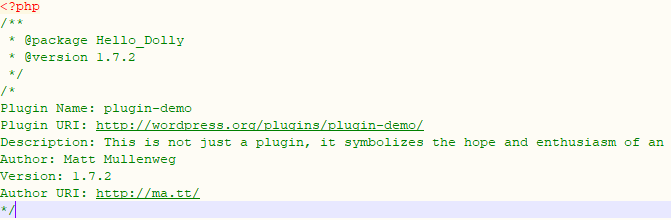 <?php
/**
 * @package Hello_Dolly
 * @version 1.7.2
 */
/*
Plugin Name: plugin-demo
Plugin URI: http://wordpress.org/plugins/plugin-demo/
Description: This is not just a plugin, it symbolizes the hope and enthusiasm of an
Author: Matt Mullenweg
Version: 1.7.2
Author URI: http://ma.tt/
*/